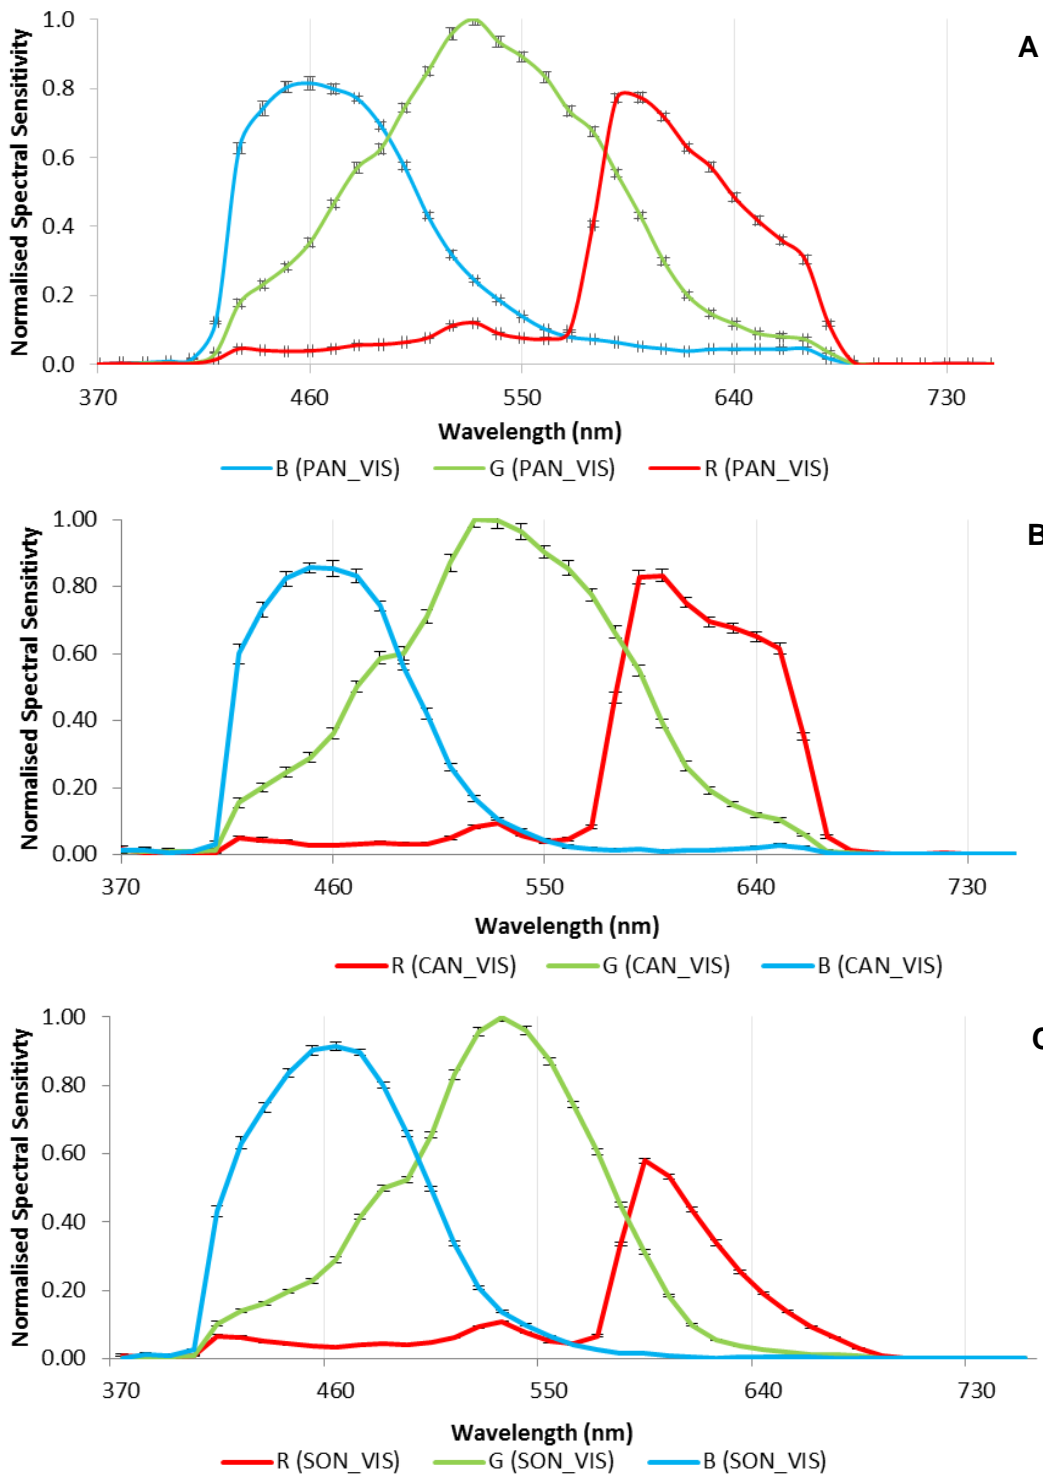 A
Normalised Spectral Sensitivity
1.0
0.8
0.6
0.4
0.2
0.0
370 460 550 640 730
Wavelength (nm)
B (PAN_VIS) G (PAN_VIS) R (PAN_VIS)
B
Normalised Spectral Sensitivty
1.00
0.80
0.60
0.40
0.20
0.00
370 460 550 640 730
Wavelength (nm)
R (CAN_VIS) G (CAN_VIS) B (CAN_VIS)
C
Normalised Spectral Sensitivty
1.00
0.80
0.60
0.40
0.20
0.00
370 460 550 640 730
Wavelength (nm)
R (SON_VIS) G (SON_VIS) B (SON_VIS)